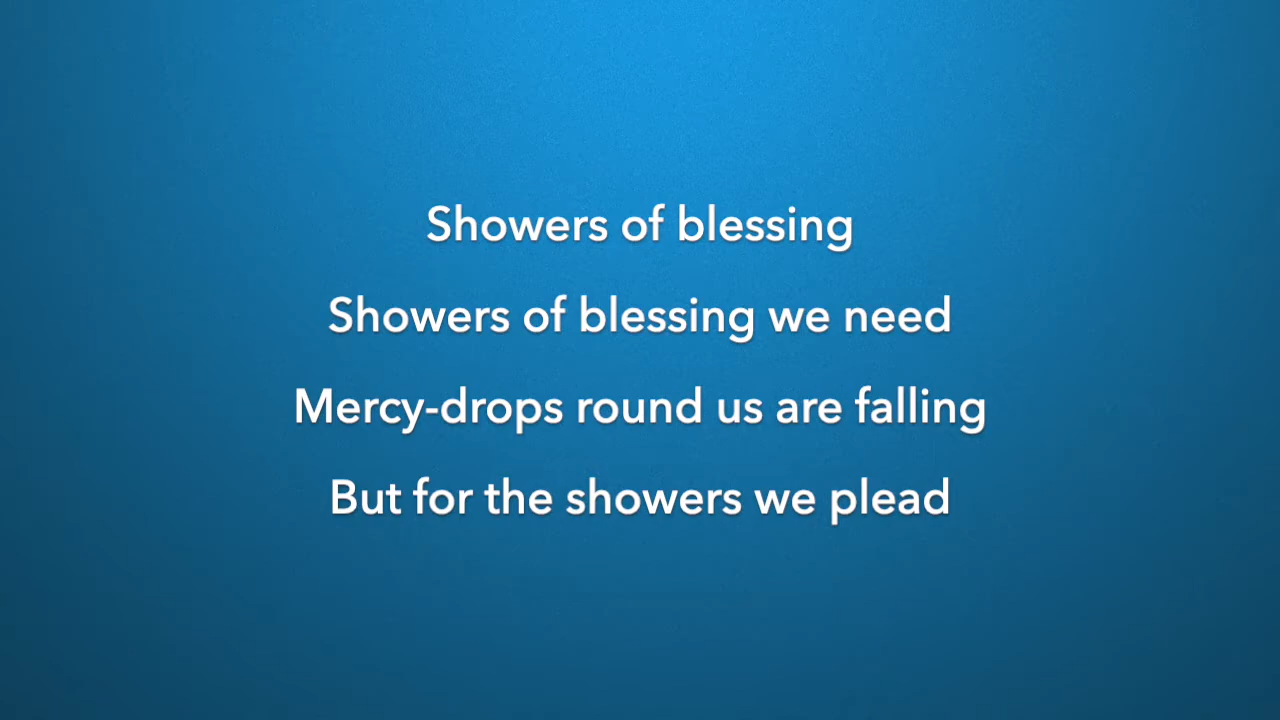 Showers of blessing
Showers of blessing we need
Mercy-drops round us are falling
But for the showers we plead